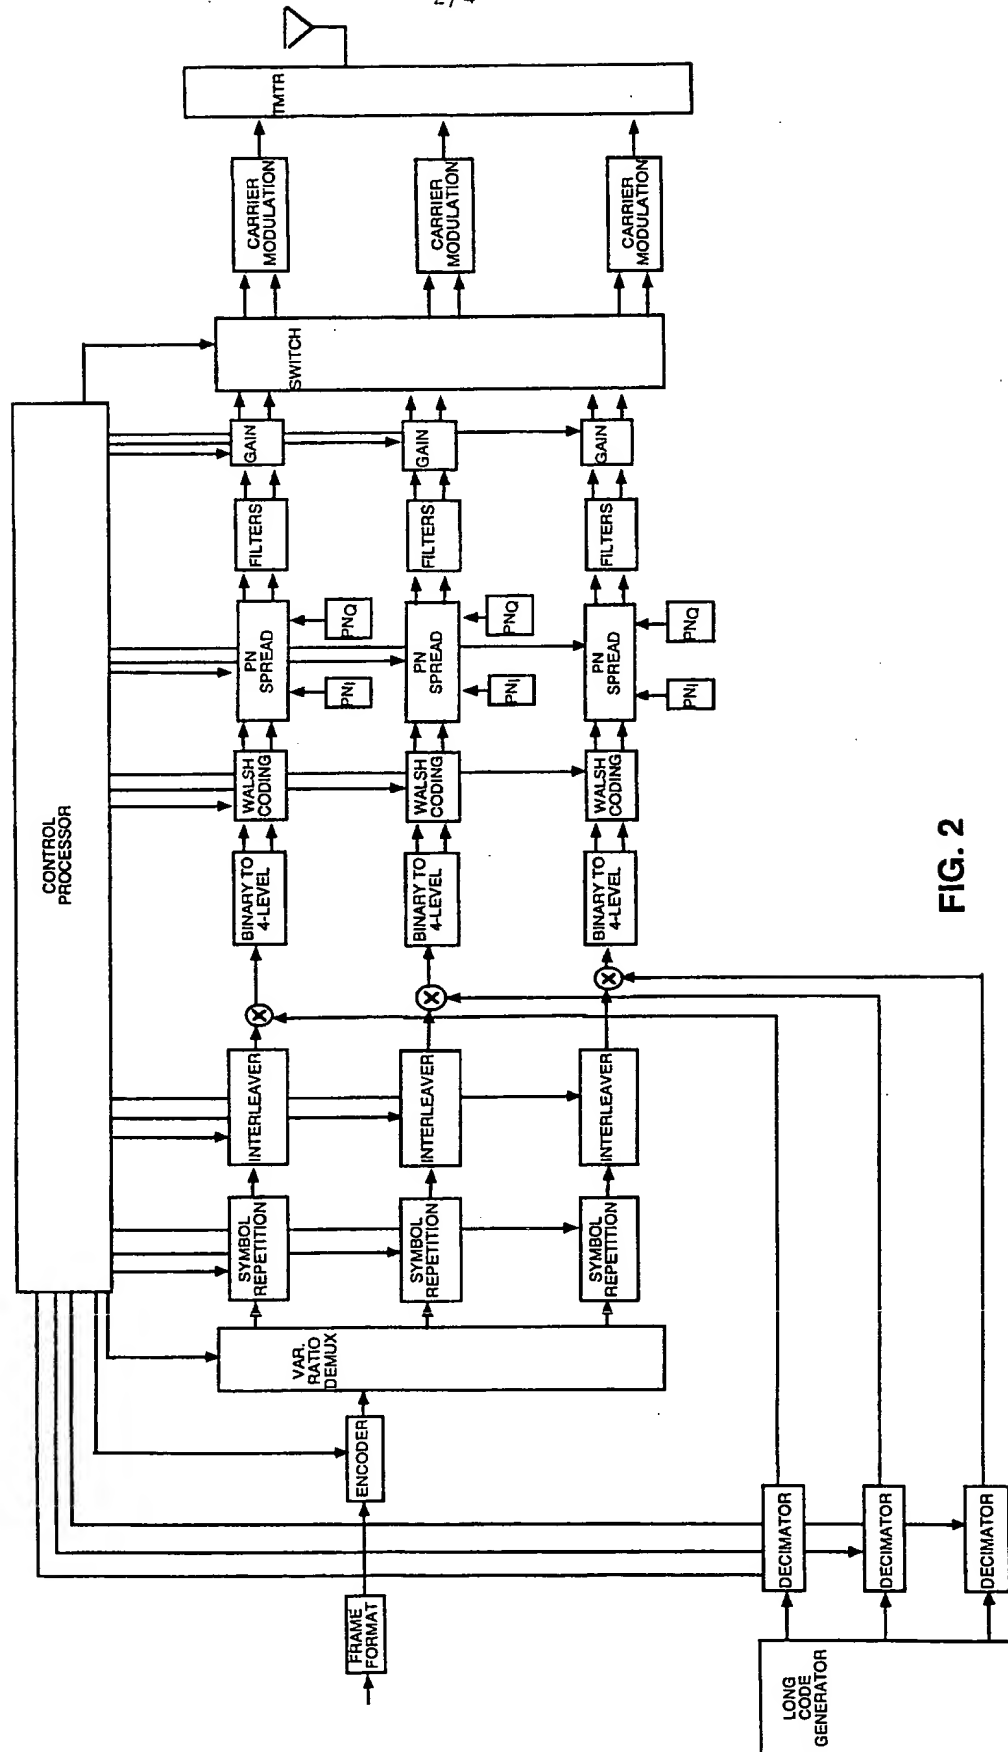 2/4
CONTROL
PROCESSOR
FRAME
FORMAT
ENCODER
VAR.
RATIO
DEMUX
SYMBOL
REPETITION
INTERLEAVER
X
BINARY TO
4-LEVEL
WALSH
CODING
PN
SPREAD
PNI
PNQ
FILTERS
GAIN
SWITCH
CARRIER
MODULATION
TMTR
SYMBOL
REPETITION
INTERLEAVER
X
BINARY TO
4-LEVEL
WALSH
CODING
PN
SPREAD
PNI
PNQ
FILTERS
GAIN
CARRIER
MODULATION
SYMBOL
REPETITION
INTERLEAVER
X
BINARY TO
4-LEVEL
WALSH
CODING
PN
SPREAD
PNI
PNQ
FILTERS
GAIN
CARRIER
MODULATION
LONG
CODE
GENERATOR
DECIMATOR
DECIMATOR
DECIMATOR
FIG. 2